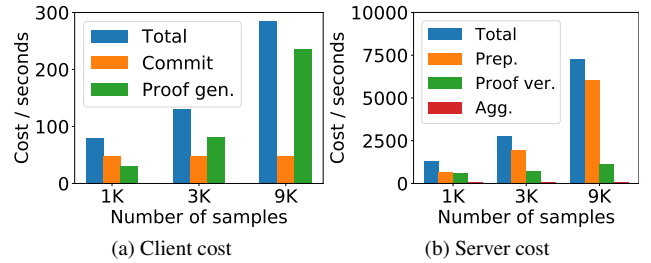 300
200
100
0
Cost / seconds
Total
Commit
Proof gen.
1K 3K 9K
Number of samples
(a) Client cost
10000
7500
5000
2500
0
Cost / seconds
Total
Prep.
Proof ver.
Agg.
1K 3K 9K
Number of samples
(b) Server cost